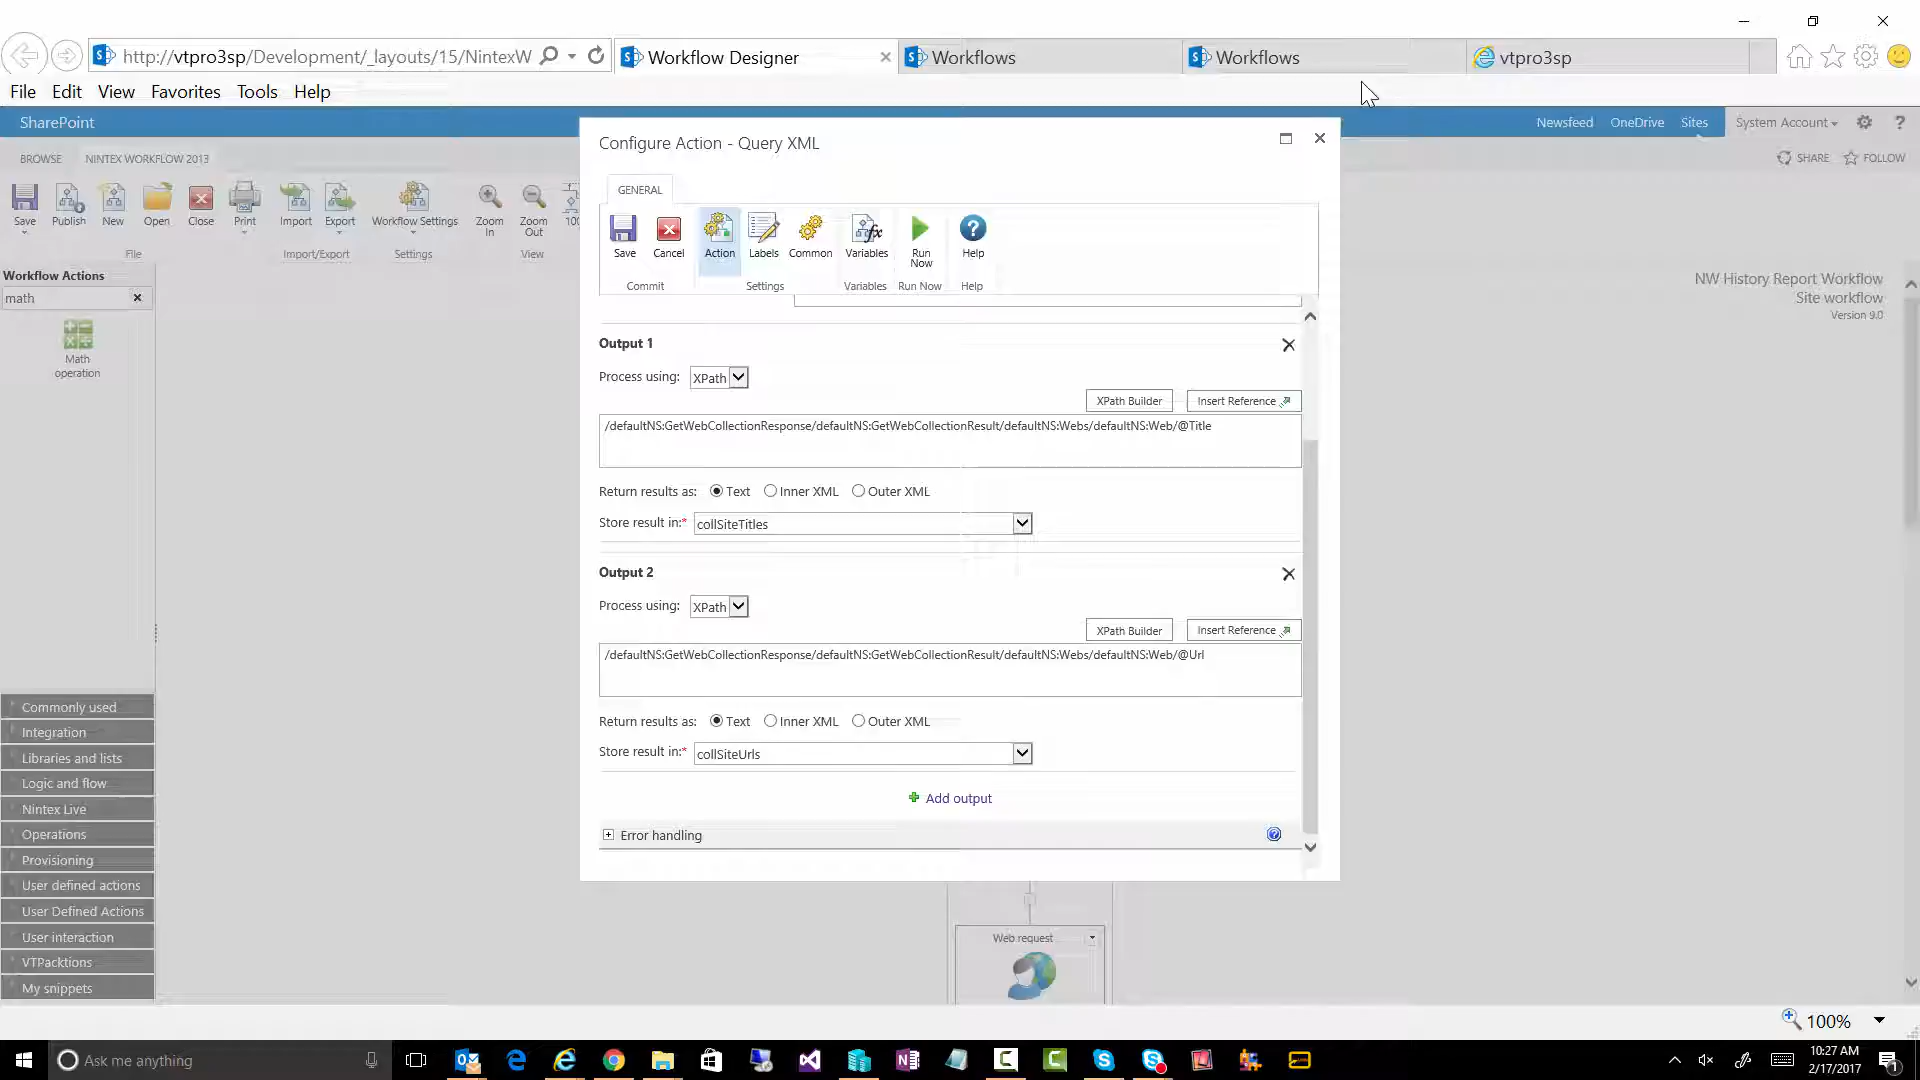 http://vtpro3sp/Development/_layouts/15/NintexW
Workflow Designer
Workflows
Workflows
vtpro3sp
File Edit View Favorites Tools Help
SharePoint
Newsfeed OneDrive Sites
System Account
?
BROWSE NINTEX WORKFLOW 2013
SHARE FOLLOW
Save Publish New Open Close Print Import Export Workflow Settings Zoom In Zoom Out 100
File Import/Export Settings View
Workflow Actions
math
Math operation
NW History Report Workflow
Site workflow
Version 9.0
Configure Action - Query XML
GENERAL
Save Cancel Action Labels Common Variables Run Now Help
Commit Settings Variables Run Now Help
Output 1
Process using: XPath
XPath Builder Insert Reference
/defaultNS:GetWebCollectionResponse/defaultNS:GetWebCollectionResult/defaultNS:Webs/defaultNS:Web/@Title
Return results as: Text Inner XML Outer XML
Store result in:* collSiteTitles
Output 2
Process using: XPath
XPath Builder Insert Reference
/defaultNS:GetWebCollectionResponse/defaultNS:GetWebCollectionResult/defaultNS:Webs/defaultNS:Web/@Url
Return results as: Text Inner XML Outer XML
Store result in:* collSiteUrls
Add output
Error handling
Commonly used
Integration
Libraries and lists
Logic and flow
Nintex Live
Operations
Provisioning
User defined actions
User Defined Actions
User interaction
VTPacktions
My snippets
Web request
100%
Ask me anything
10:27 AM
2/17/2017